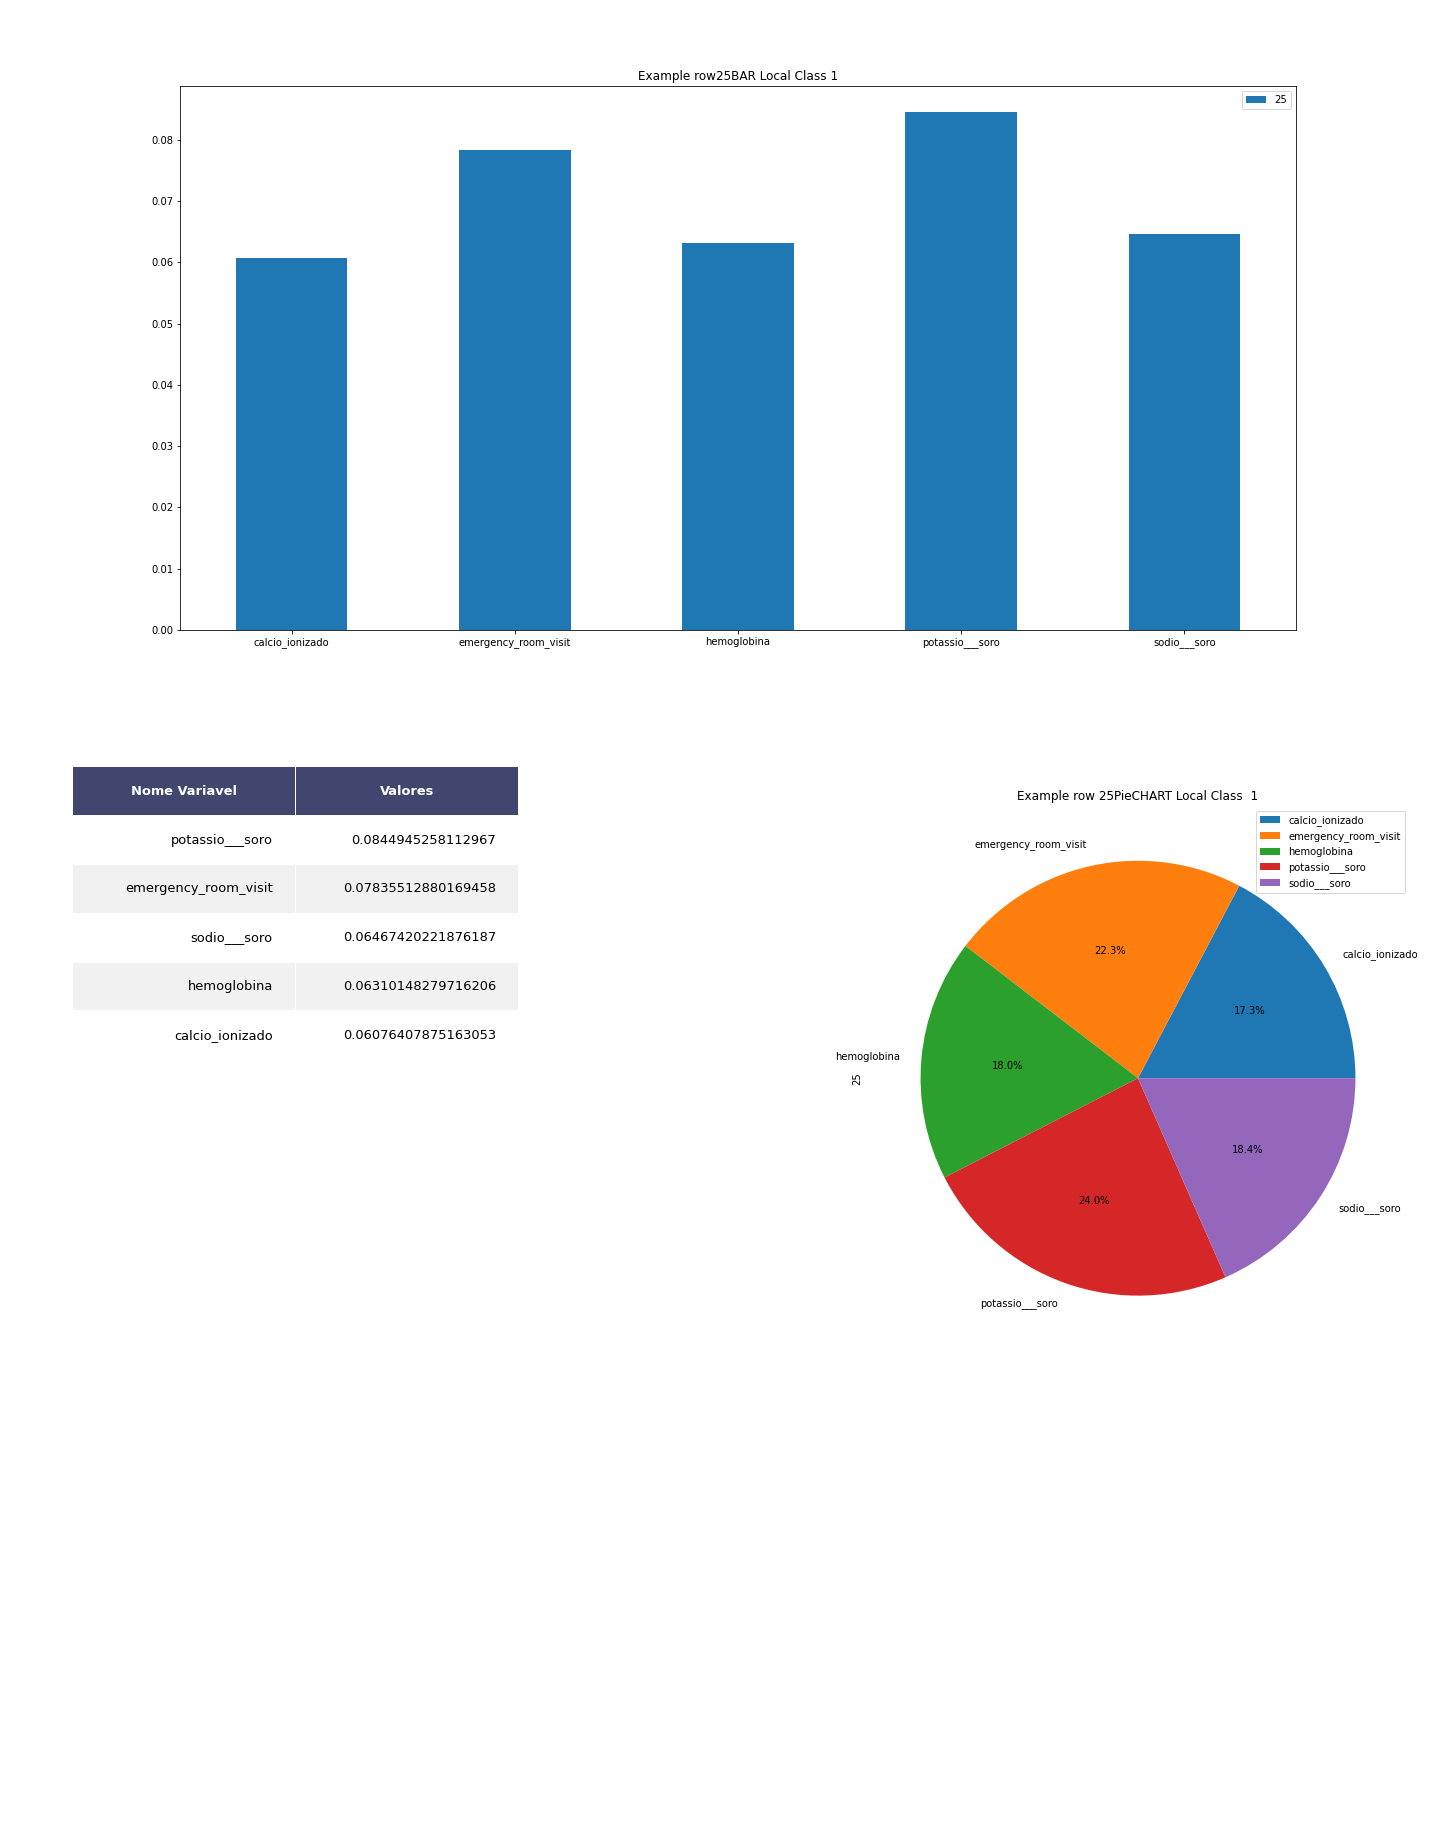 Example row25BAR Local Class 1
25
0.08
0.07
0.06
0.05
0.04
0.03
0.02
0.01
0.00
calcio_ionizado emergency_room_visit hemoglobina potassio___soro sodio___soro
Nome Variavel Valores
potassio___soro 0.0844945258112967
emergency_room_visit 0.07835512880169458
sodio___soro 0.06467420221876187
hemoglobina 0.06310148279716206
calcio_ionizado 0.06076407875163053
Example row 25PieCHART Local Class  1
calcio_ionizado
emergency_room_visit
hemoglobina
potassio___soro
sodio___soro
emergency_room_visit
calcio_ionizado
22.3%
17.3%
hemoglobina
18.0%
25
18.4%
24.0%
sodio___soro
potassio___soro